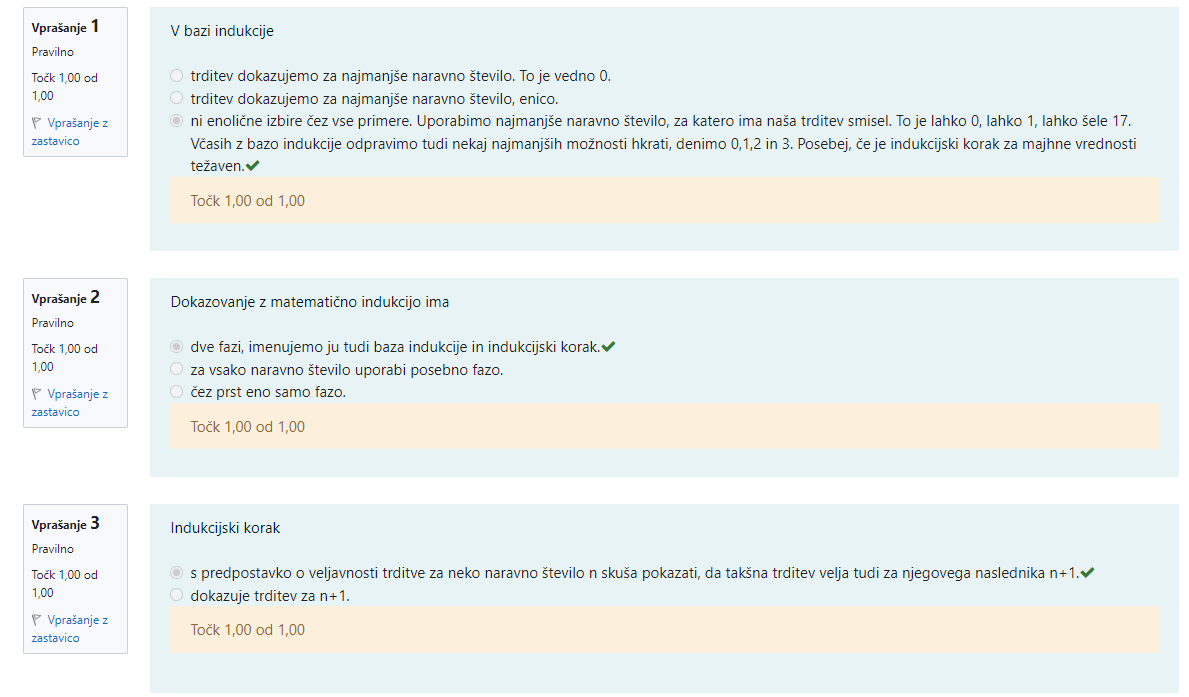 Vprašanje 1
Pravilno
Točk 1,00 od
1,00
Vprašanje z
zastavico
V bazi indukcije
trditev dokazujemo za najmanjše naravno število. To je vedno 0.
trditev dokazujemo za najmanjše naravno število, enico.
ni enolične izbire čez vse primere. Uporabimo najmanjše naravno število, za katero ima naša trditev smisel. To je lahko 0, lahko 1, lahko šele 17.
Včasih z bazo indukcije odpravimo tudi nekaj najmanjših možnosti hkrati, denimo 0,1,2 in 3. Posebej, če je indukcijski korak za majhne vrednosti
težaven.
Točk 1,00 od 1,00
Vprašanje 2
Pravilno
Točk 1,00 od
1,00
Vprašanje z
zastavico
Dokazovanje z matematično indukcijo ima
dve fazi, imenujemo ju tudi baza indukcije in indukcijski korak.
za vsako naravno število uporabi posebno fazo.
čez prst eno samo fazo.
Točk 1,00 od 1,00
Vprašanje 3
Pravilno
Točk 1,00 od
1,00
Vprašanje z
zastavico
Indukcijski korak
s predpostavko o veljavnosti trditve za neko naravno število n skuša pokazati, da takšna trditev velja tudi za njegovega naslednika n+1.
dokazuje trditev za n+1.
Točk 1,00 od 1,00